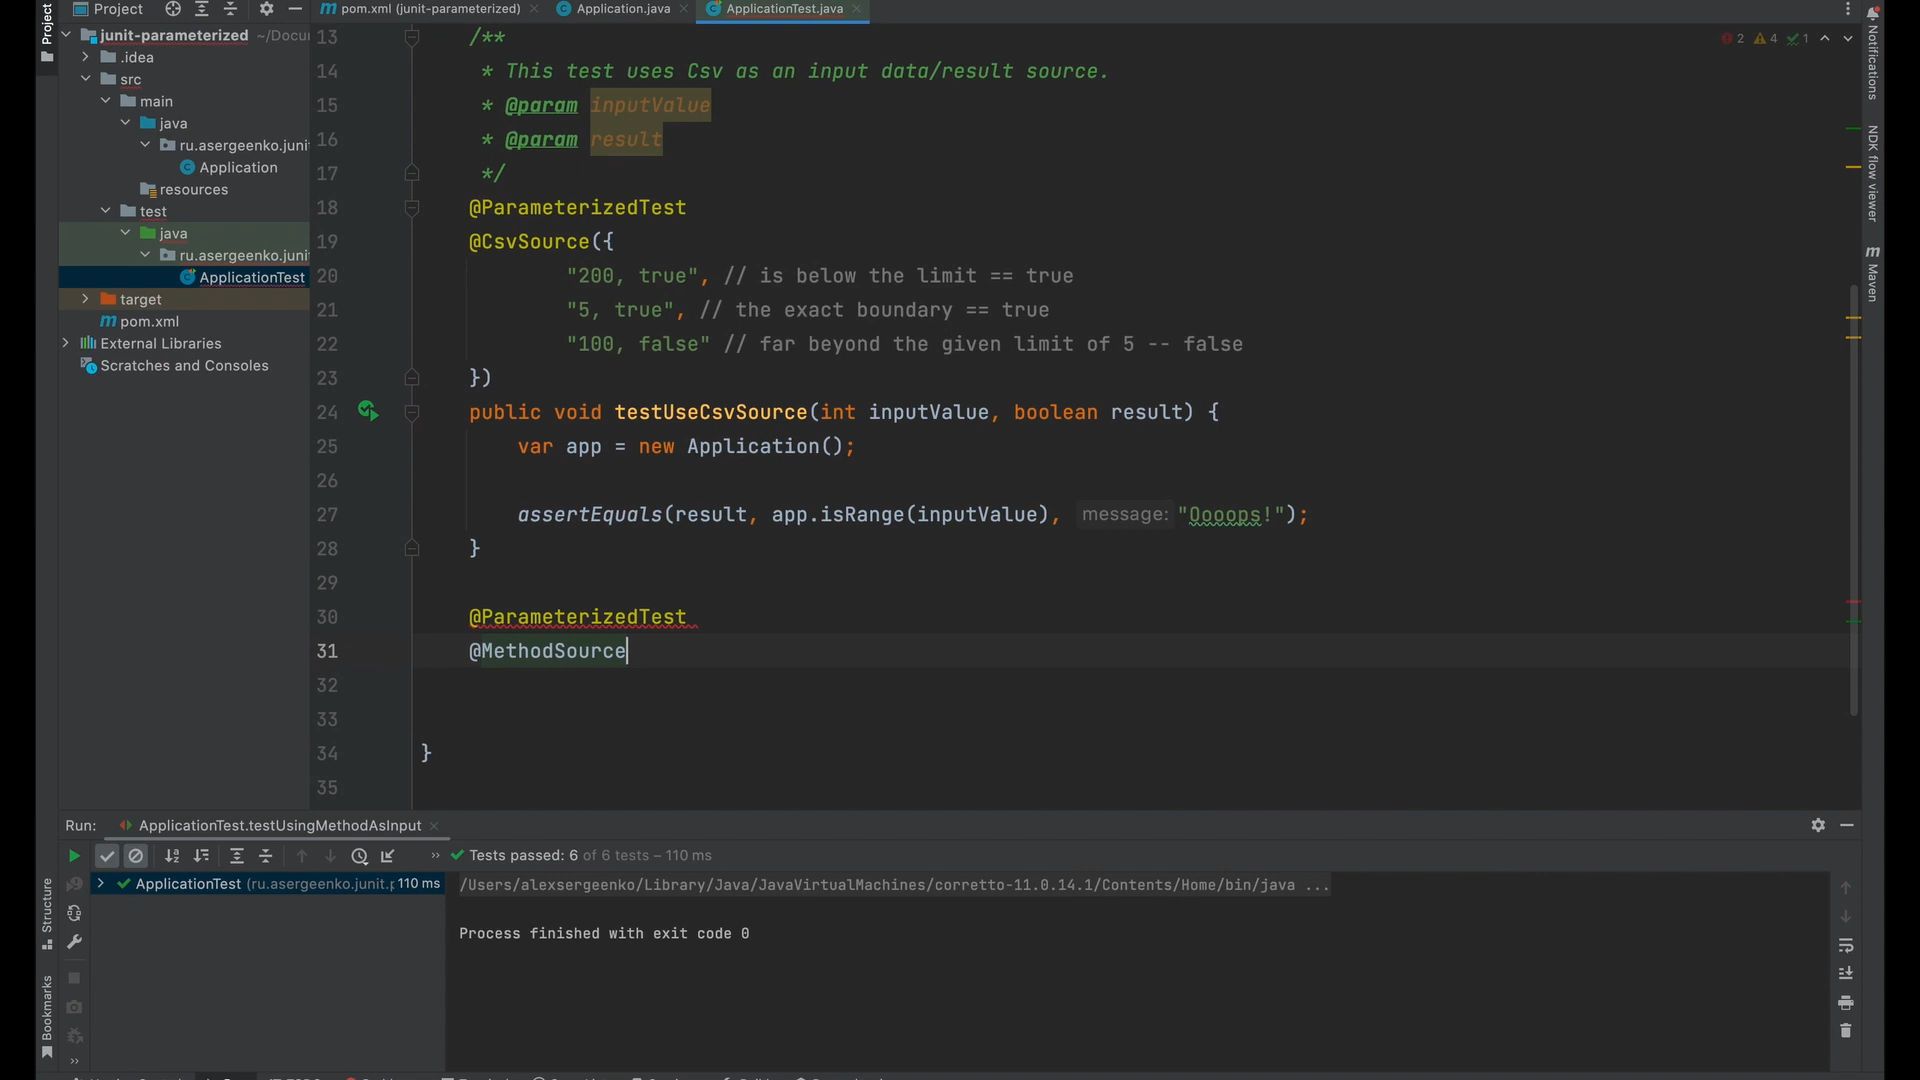 Project
pom.xml (junit-parameterized)
Application.java
ApplicationTest.java
Project
junit-parameterized ~/Docu
.idea
src
main
java
ru.asergeenko.juni
Application
resources
test
java
ru.asergeenko.juni
ApplicationTest
target
pom.xml
External Libraries
Scratches and Consoles
2 4 1
13 /**
14 * This test uses Csv as an input data/result source.
15 * @param inputValue
16 * @param result
17 */
18 @ParameterizedTest
19 @CsvSource({
20 "200, true", // is below the limit == true
21 "5, true", // the exact boundary == true
22 "100, false" // far beyond the given limit of 5 -- false
23 })
24 public void testUseCsvSource(int inputValue, boolean result) {
25 var app = new Application();
26
27 assertEquals(result, app.isRange(inputValue), message: "Oooops!");
28 }
29
30 @ParameterizedTest
31 @MethodSource
32
33
34 }
35
Notifications
NDK flow viewer
Maven
Run: ApplicationTest.testUsingMethodAsInput
Tests passed: 6 of 6 tests – 110 ms
ApplicationTest (ru.asergeenko.junit.p 110 ms
/Users/alexsergeenko/Library/Java/JavaVirtualMachines/corretto-11.0.14.1/Contents/Home/bin/java ...
Process finished with exit code 0
Structure
Bookmarks